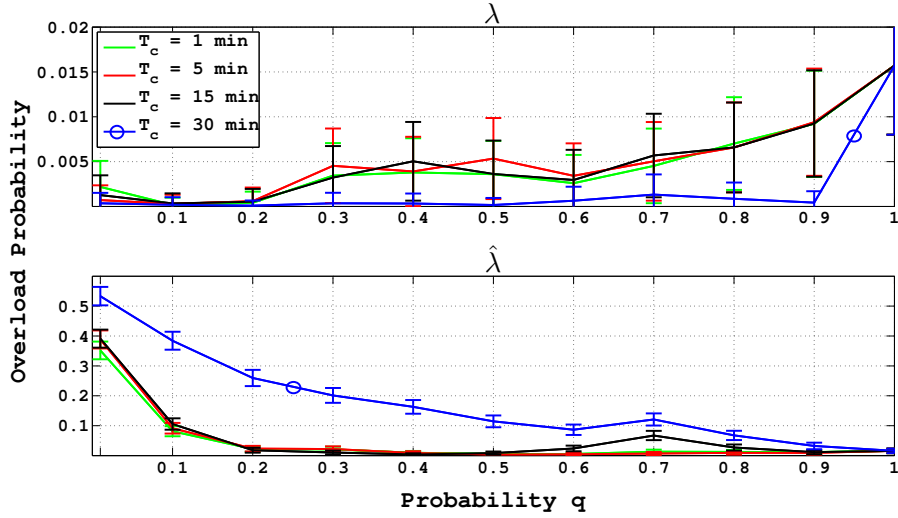 λ
0.02
0.015
0.01
0.005
T_c = 1 min
T_c = 5 min
T_c = 15 min
T_c = 30 min
0.1 0.2 0.3 0.4 0.5 0.6 0.7 0.8 0.9 1
Overload Probability
λ̂
0.5
0.4
0.3
0.2
0.1
0.1 0.2 0.3 0.4 0.5 0.6 0.7 0.8 0.9 1
Probability q